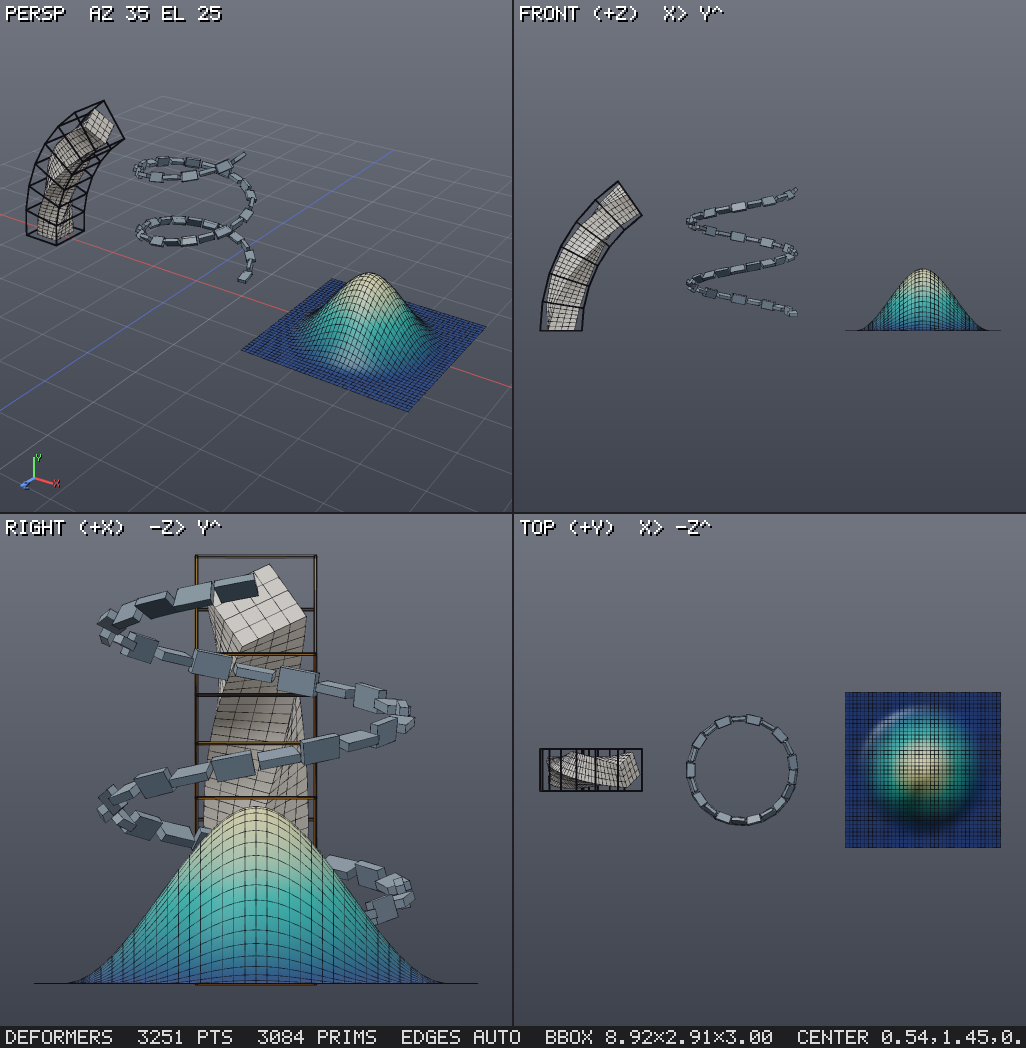 PERSP AZ 35 EL 25
FRONT (+Z) X> Y^
Y
X
Z
RIGHT (+X) -Z> Y^
TOP (+Y) X> -Z^
DEFORMERS 3251 PTS 3084 PRIMS EDGES AUTO BBOX 8.92×2.91×3.00 CENTER 0.54,1.45,0.